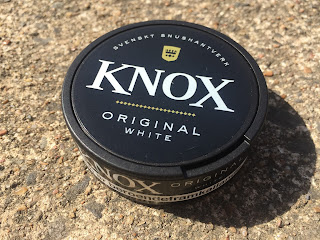 SVENSKT SNUSHANTVERK
KNOX
ORIGINAL
WHITE
KNOX ORIGINAL